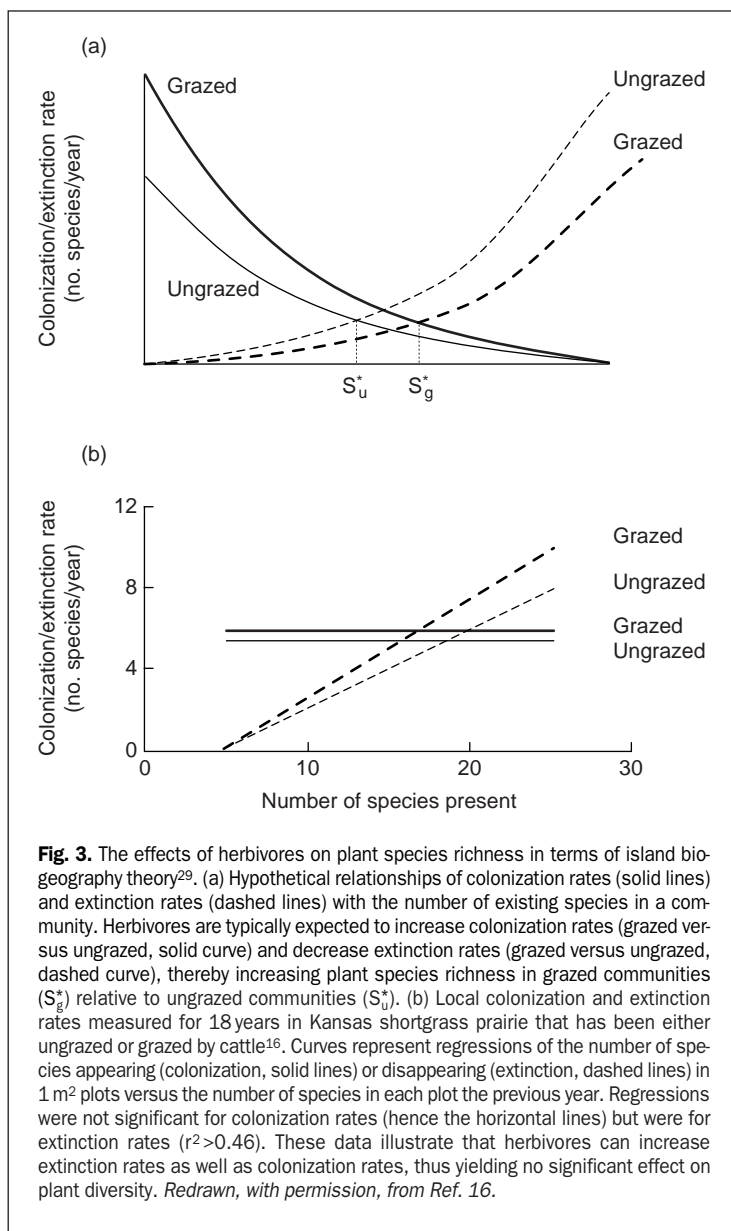 (a)
Grazed
Ungrazed
Grazed
Ungrazed
Colonization/extinction rate
(no. species/year)
S*u
S*g
(b)
Colonization/extinction rate
(no. species/year)
12
8
4
0
Grazed
Ungrazed
Grazed
Ungrazed
0
10
20
30
Number of species present
Fig. 3. The effects of herbivores on plant species richness in terms of island bio-
geography theory29. (a) Hypothetical relationships of colonization rates (solid lines)
and extinction rates (dashed lines) with the number of existing species in a com-
munity. Herbivores are typically expected to increase colonization rates (grazed ver-
sus ungrazed, solid curve) and decrease extinction rates (grazed versus ungrazed,
dashed curve), thereby increasing plant species richness in grazed communities
(S*g) relative to ungrazed communities (S*u). (b) Local colonization and extinction
rates measured for 18 years in Kansas shortgrass prairie that has been either
ungrazed or grazed by cattle16. Curves represent regressions of the number of spe-
cies appearing (colonization, solid lines) or disappearing (extinction, dashed lines) in
1 m2 plots versus the number of species in each plot the previous year. Regressions
were not significant for colonization rates (hence the horizontal lines) but were for
extinction rates (r2 >0.46). These data illustrate that herbivores can increase
extinction rates as well as colonization rates, thus yielding no significant effect on
plant diversity. Redrawn, with permission, from Ref. 16.